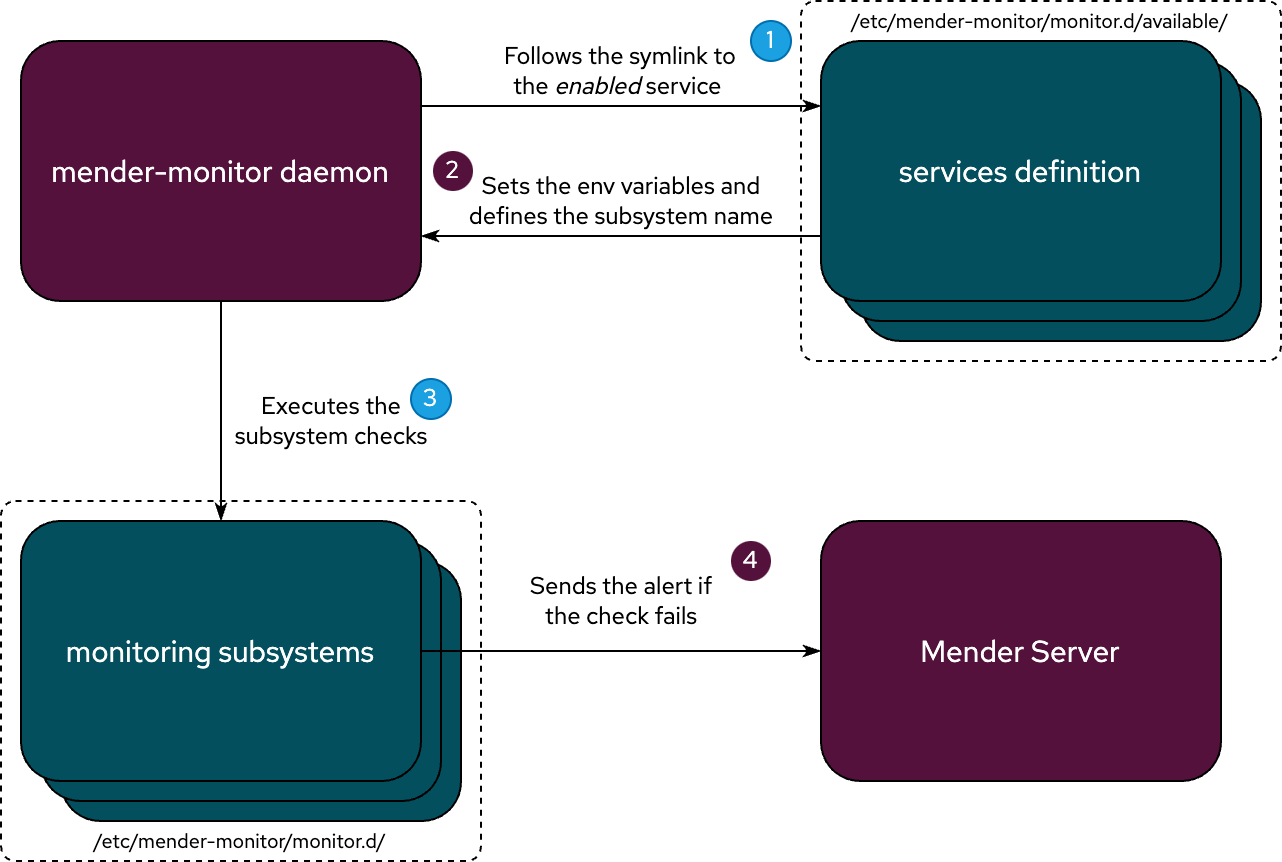 /etc/mender-monitor/monitor.d/available/
1
Follows the symlink to
the enabled service
mender-monitor daemon
services definition
2
Sets the env variables and
defines the subsystem name
3
Executes the
subsystem checks
4
Sends the alert if
the check fails
monitoring subsystems
Mender Server
/etc/mender-monitor/monitor.d/